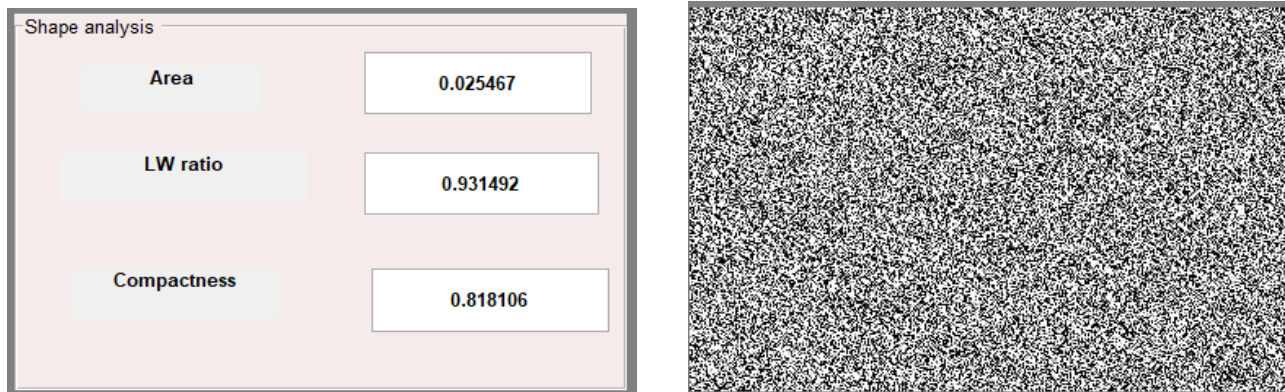 Shape analysis
Area 0.025467
LW ratio 0.931492
Compactness 0.818106